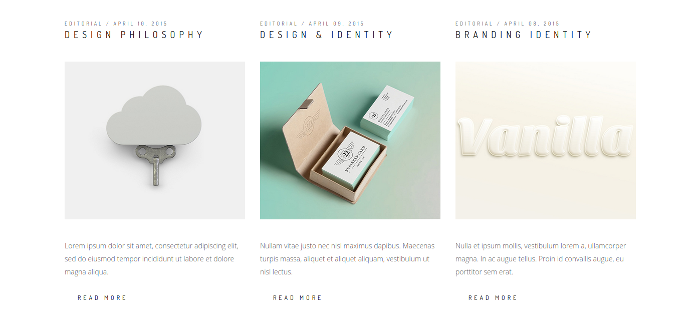 EDITORIAL / APRIL 10, 2015
DESIGN PHILOSOPHY
Lorem ipsum dolor sit amet, consectetur adipiscing elit,
sed do eiusmod tempor incididunt ut labore et dolore
magna aliqua.
READ MORE
EDITORIAL / APRIL 09, 2015
DESIGN & IDENTITY
Nullam vitae justo nec nisi maximus dapibus. Maecenas
turpis massa, aliquet et aliquet aliquam, vestibulum ut
nisi lectus.
READ MORE
EDITORIAL / APRIL 08, 2015
BRANDING IDENTITY
Vanilla
Nulla et ipsum mollis, vestibulum lorem a, ullamcorper
magna. In ac augue tellus. Proin id convallis augue, eu
porttitor sem erat.
READ MORE